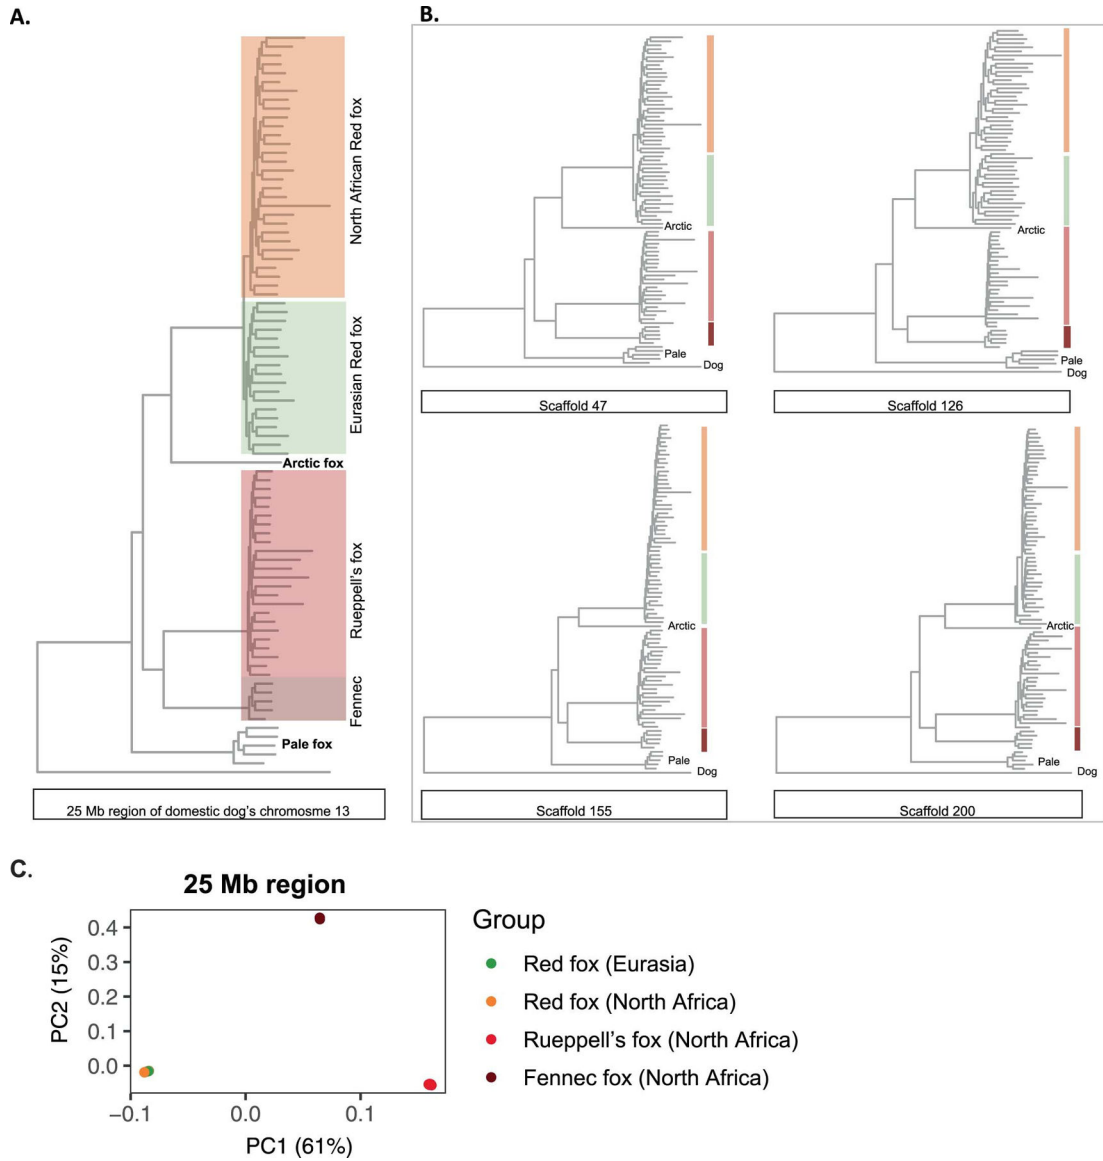 A.
North African Red fox
Eurasian Red fox
Arctic fox
Rueppell's fox
Fennec
Pale fox
25 Mb region of domestic dog's chromosme 13
B.
Arctic
Pale
Dog
Scaffold 47
Arctic
Pale
Dog
Scaffold 126
Arctic
Pale
Dog
Scaffold 155
Arctic
Pale
Dog
Scaffold 200
C.
25 Mb region
PC2 (15%)
0.4
0.3
0.2
0.1
0.0
−0.1
0.0
0.1
PC1 (61%)
Group
Red fox (Eurasia)
Red fox (North Africa)
Rueppell's fox (North Africa)
Fennec fox (North Africa)